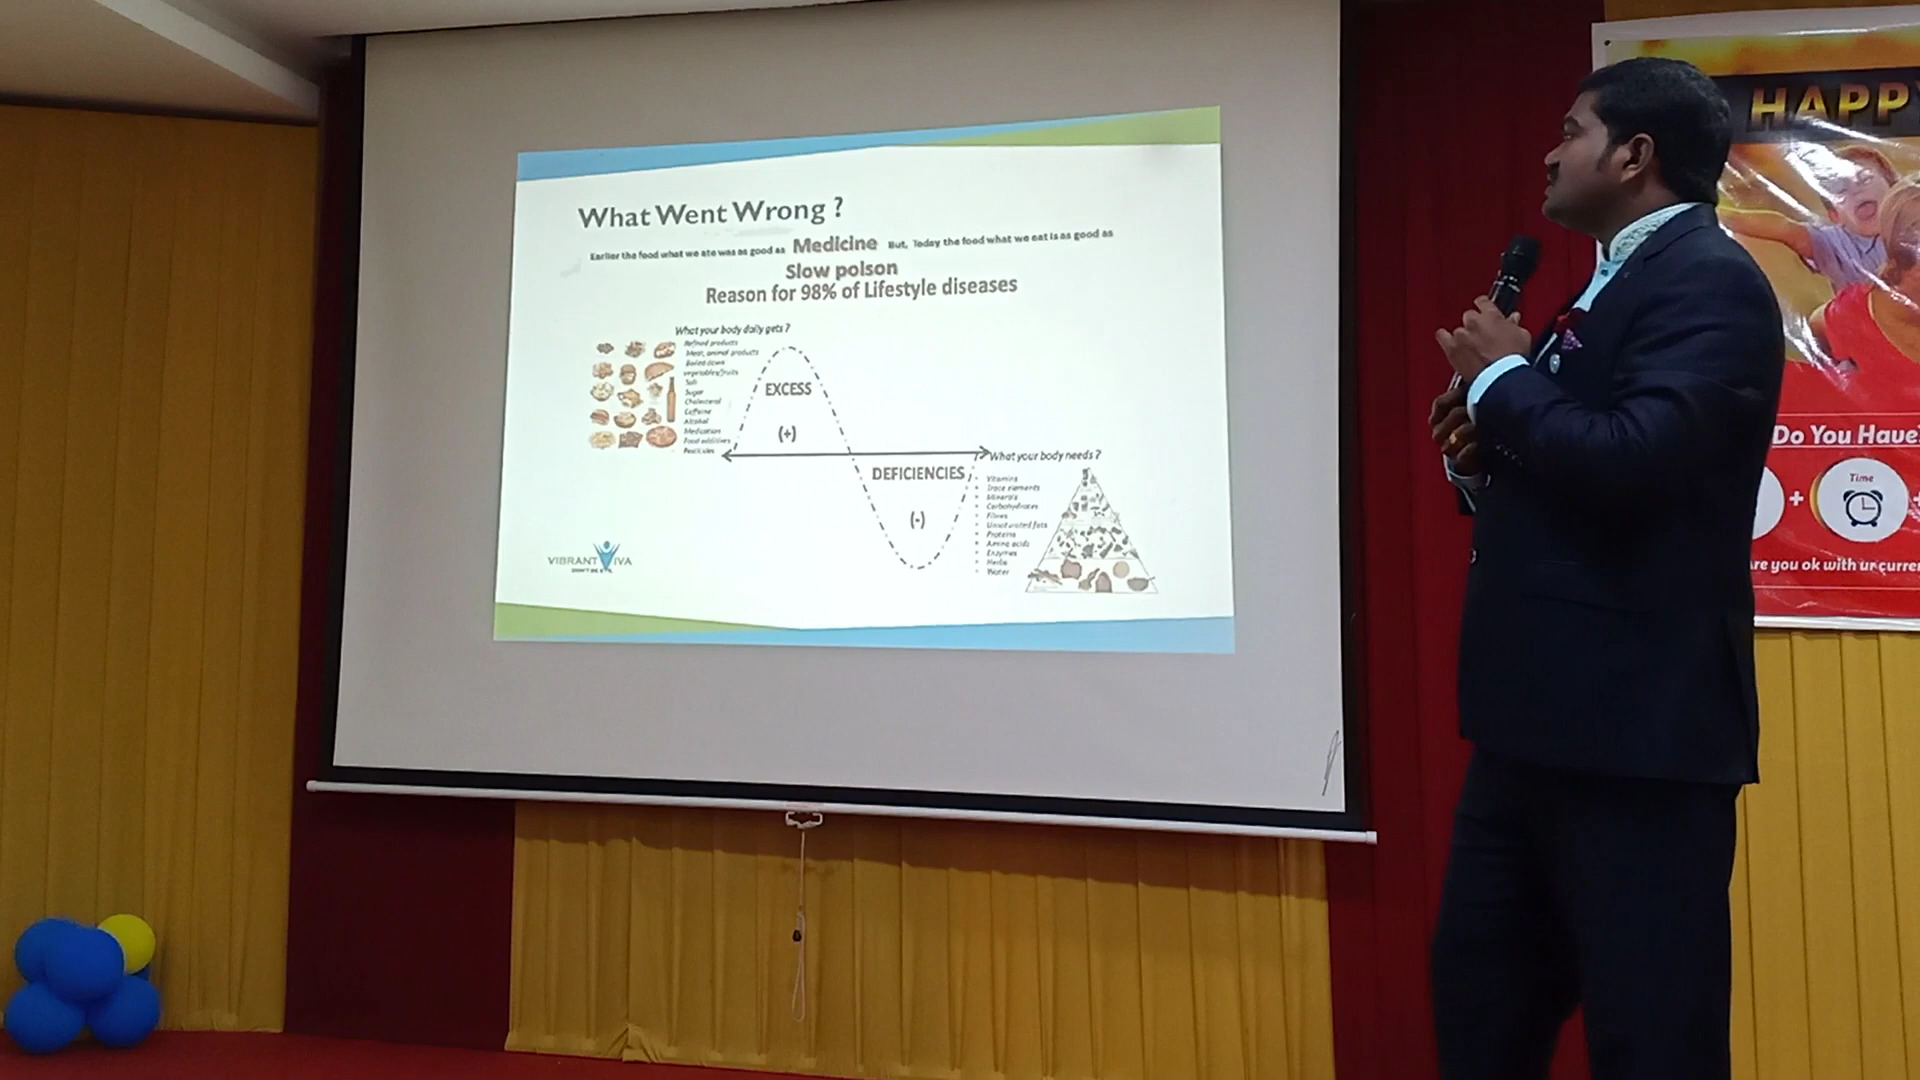 What Went Wrong ?
Earlier the food what we ate was as good as Medicine But, Today the food what we eat is as good as
Slow poison
Reason for 98% of Lifestyle diseases
What your body daily gets ?
Refined products
Meat, animal products
Boiled down
vegetables/fruits
Salt
Sugar
Cholesterol
Caffeine
Alcohol
Medication
Food additives
Pesticides
EXCESS
(+)
DEFICIENCIES
(-)
What your body needs ?
Vitamins
Trace elements
Minerals
Carbohydrates
Fibres
Unsaturated fats
Proteins
Amino acids
Enzymes
Herbs
Water
VIBRANT VIVA
HAPPY
Do You Have
+
Time
+
re you ok with ur curre